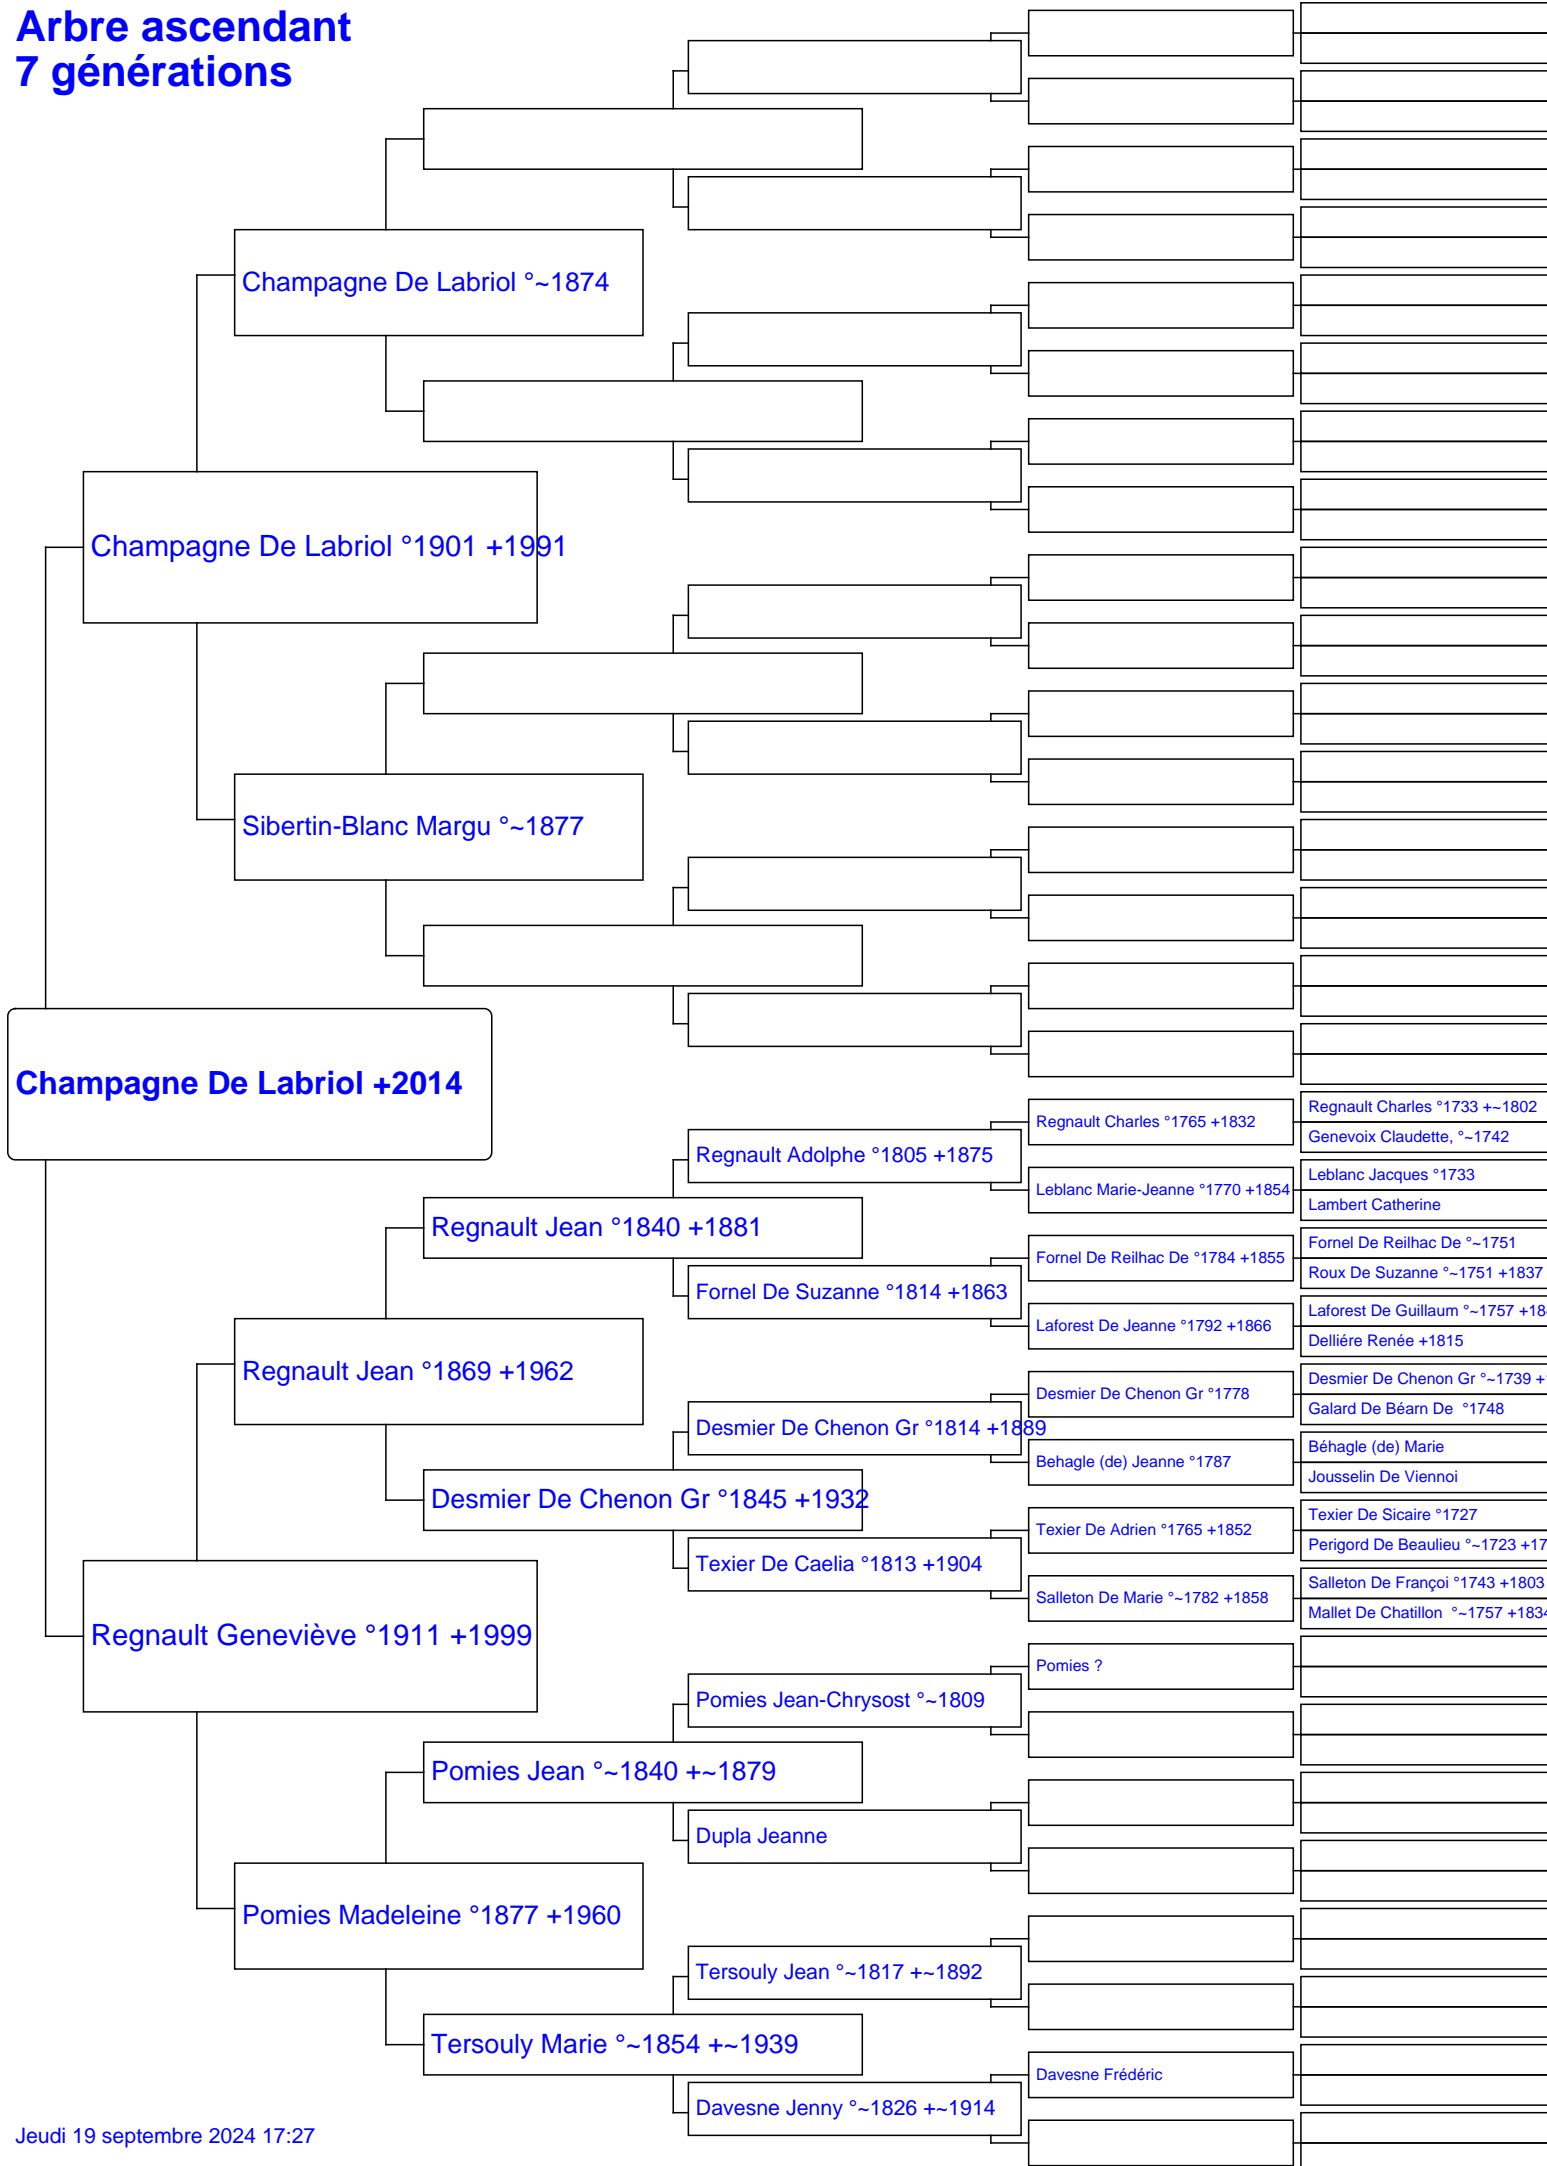 Arbre ascendant
7 générations
Champagne De Labriol °~1874
Champagne De Labriol °1901 +1991
Sibertin-Blanc Margu °~1877
Champagne De Labriol +2014
Regnault Charles °1733 +~1802
Regnault Charles °1765 +1832
Genevoix Claudette, °~1742
Regnault Adolphe °1805 +1875
Leblanc Jacques °1733
Leblanc Marie-Jeanne °1770 +1854
Lambert Catherine
Regnault Jean °1840 +1881
Fornel De Reilhac De °~1751
Fornel De Reilhac De °1784 +1855
Roux De Suzanne °~1751 +1837
Fornel De Suzanne °1814 +1863
Laforest De Guillaum °~1757 +18
Laforest De Jeanne °1792 +1866
Delliére Renée +1815
Regnault Jean °1869 +1962
Desmier De Chenon Gr °~1739 +
Desmier De Chenon Gr °1778
Galard De Béarn De  °1748
Desmier De Chenon Gr °1814 +1889
Béhagle (de) Marie
Behagle (de) Jeanne °1787
Jousselin De Viennoi
Desmier De Chenon Gr °1845 +1932
Texier De Sicaire °1727
Texier De Adrien °1765 +1852
Perigord De Beaulieu °~1723 +17
Texier De Caelia °1813 +1904
Salleton De Françoi °1743 +1803
Salleton De Marie °~1782 +1858
Mallet De Chatillon  °~1757 +1834
Regnault Geneviève °1911 +1999
Pomies ?
Pomies Jean-Chrysost °~1809
Pomies Jean °~1840 +~1879
Dupla Jeanne
Pomies Madeleine °1877 +1960
Tersouly Jean °~1817 +~1892
Tersouly Marie °~1854 +~1939
Davesne Frédéric
Davesne Jenny °~1826 +~1914
Jeudi 19 septembre 2024 17:27